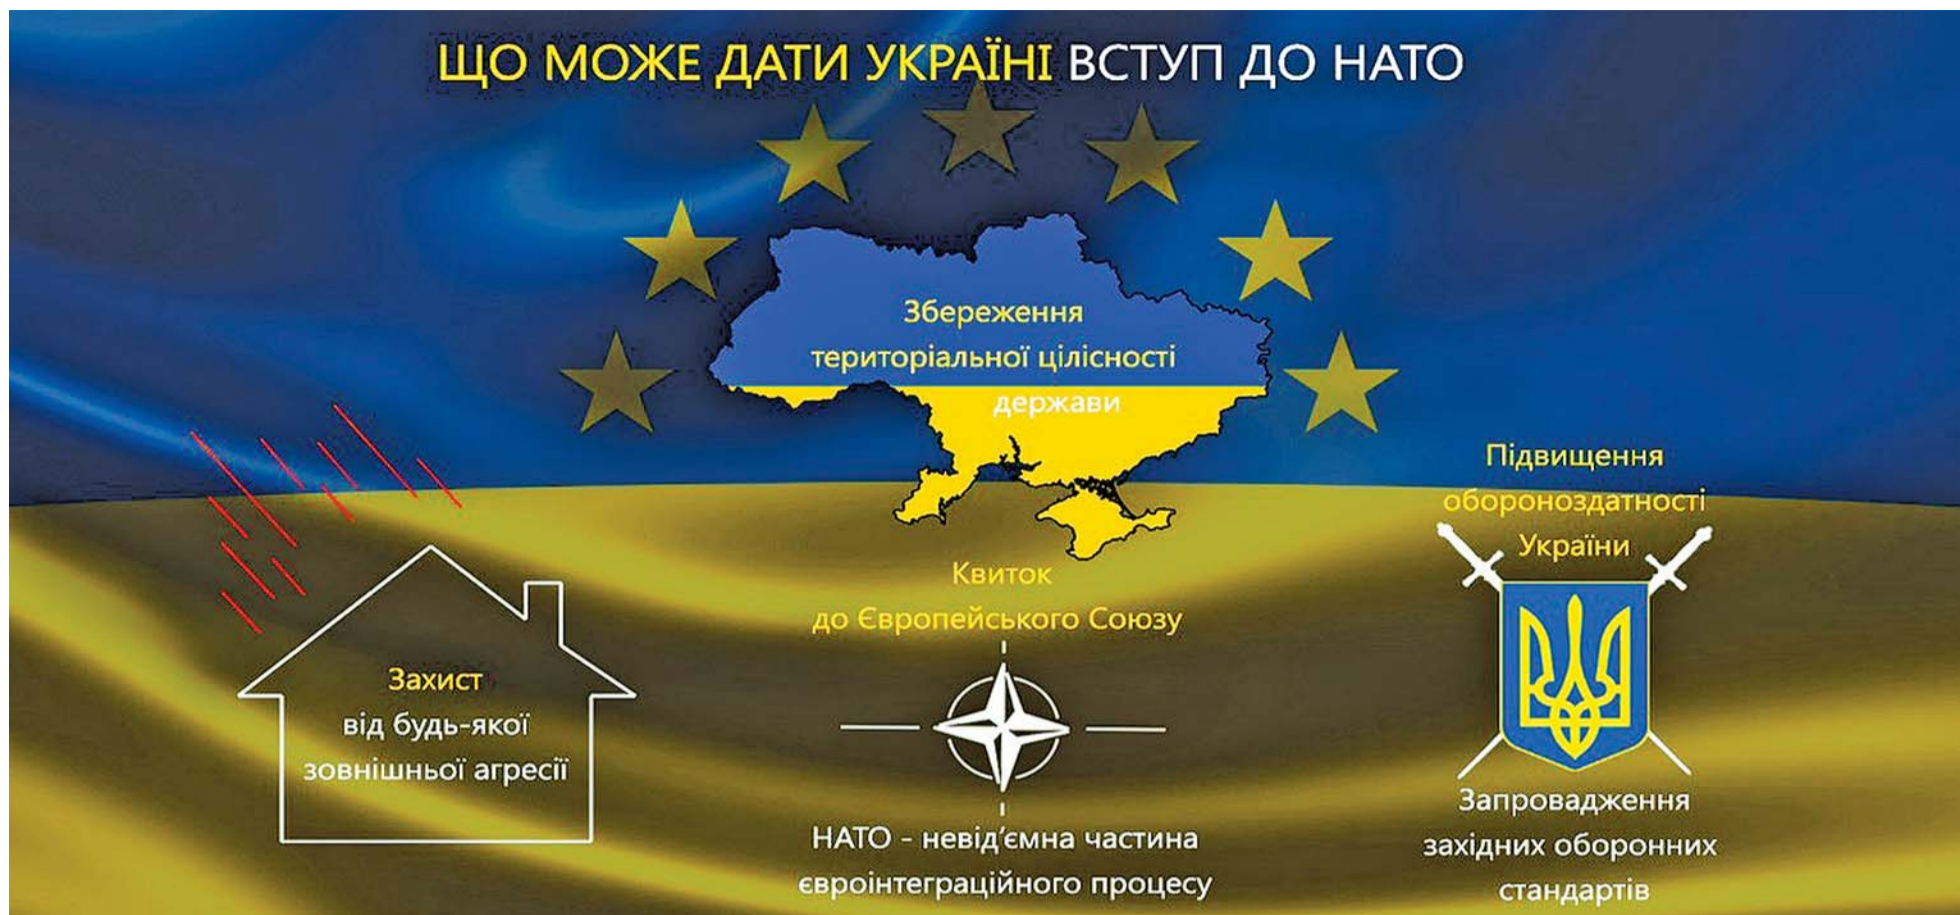 ЩО МОЖЕ ДАТИ УКРАЇНІ ВСТУП ДО НАТО
Збереження
територіальної цілісності
держави
Захист
від будь-якої
зовнішньої агресії
Квиток
до Європейського Союзу
НАТО - невід'ємна частина
євроінтеграційного процесу
Підвищення
обороноздатності
України
Запровадження
західних оборонних
стандартів